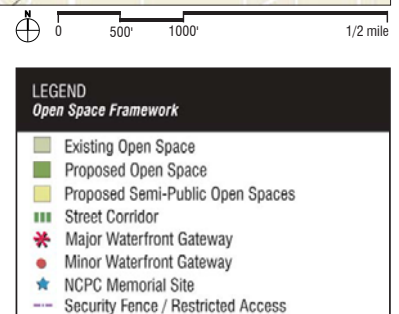 N
0 500' 1000' 1/2 mile
LEGEND
Open Space Framework
Existing Open Space
Proposed Open Space
Proposed Semi-Public Open Spaces
Street Corridor
Major Waterfront Gateway
Minor Waterfront Gateway
NCPC Memorial Site
Security Fence / Restricted Access